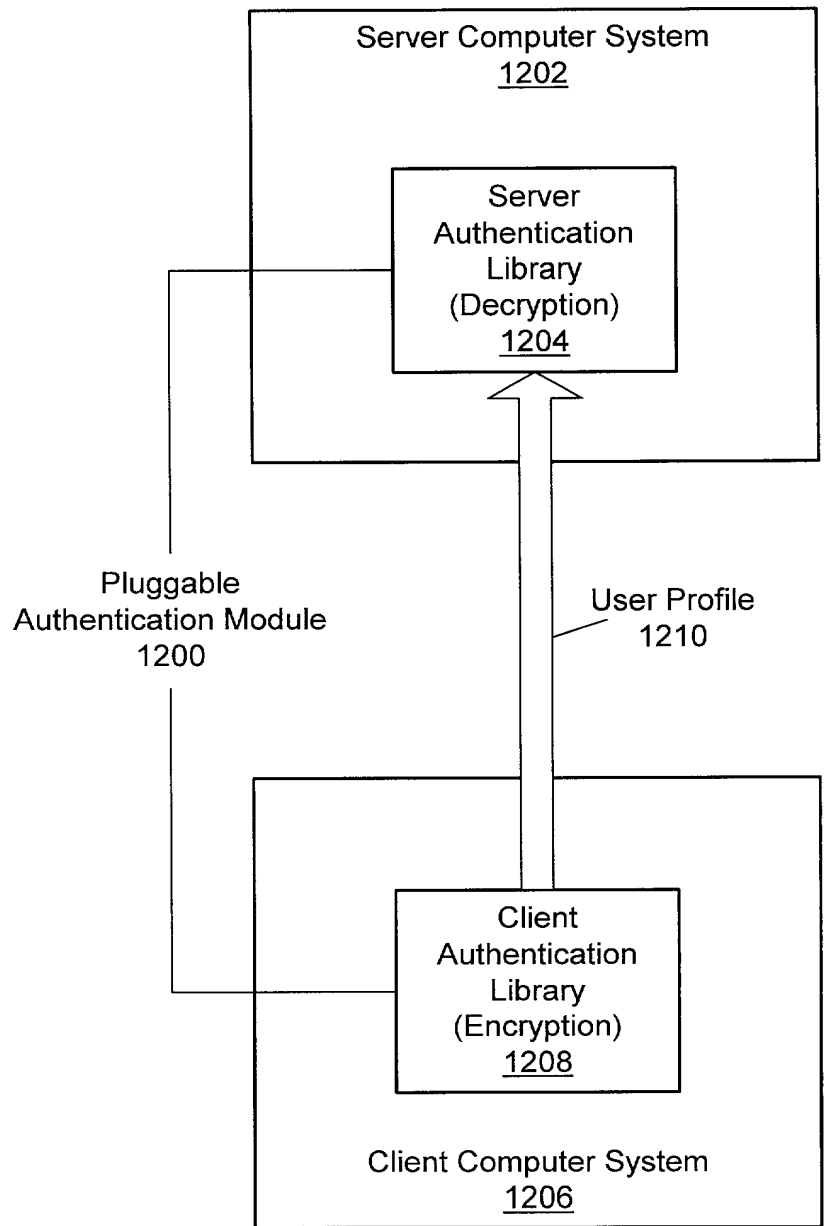 Server Computer System
1202
Server
Authentication
Library
(Decryption)
1204
Pluggable
Authentication Module
1200
User Profile
1210
Client
Authentication
Library
(Encryption)
1208
Client Computer System
1206